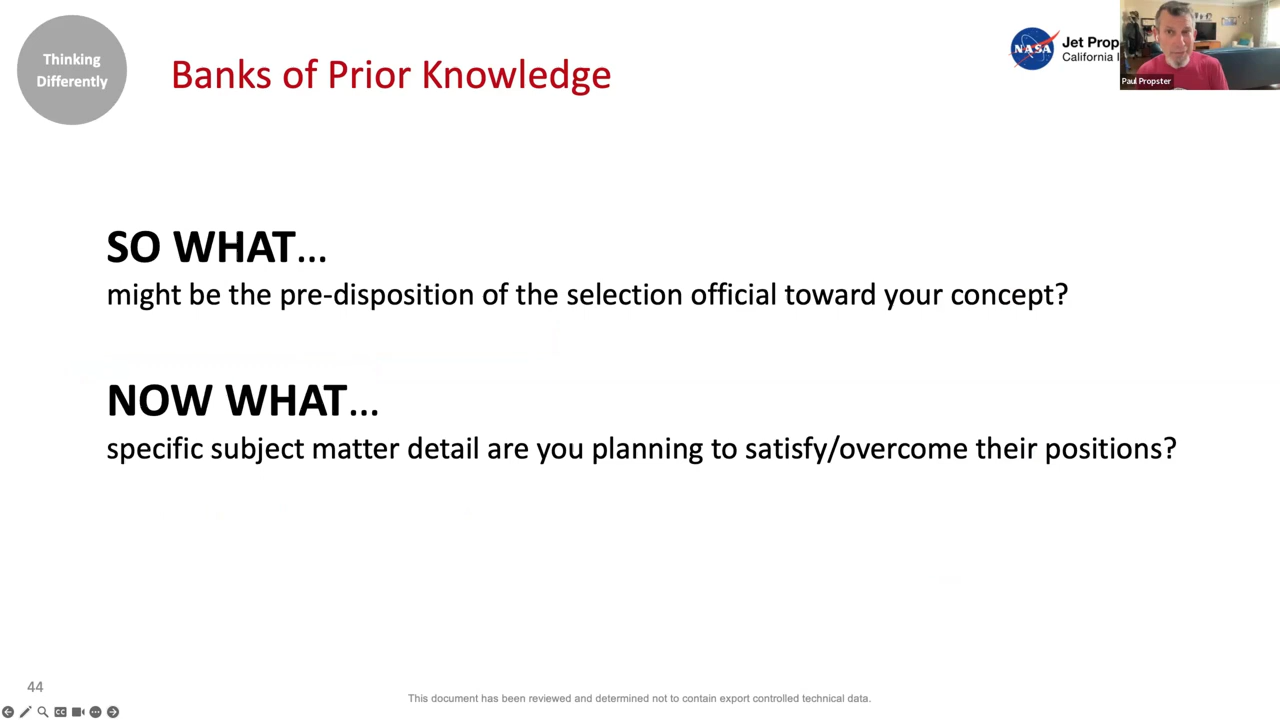 Thinking
Differently
Banks of Prior Knowledge
NASA
Jet Prop
California I
Paul Propster
SO WHAT...
might be the pre-disposition of the selection official toward your concept?
NOW WHAT...
specific subject matter detail are you planning to satisfy/overcome their positions?
44
This document has been reviewed and determined not to contain export controlled technical data.
CC